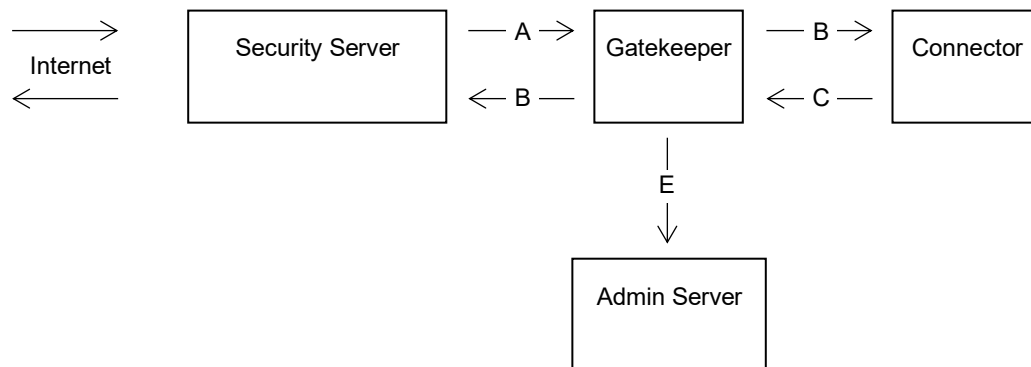 Internet
Security Server
A
B
Gatekeeper
B
C
Connector
E
Admin Server